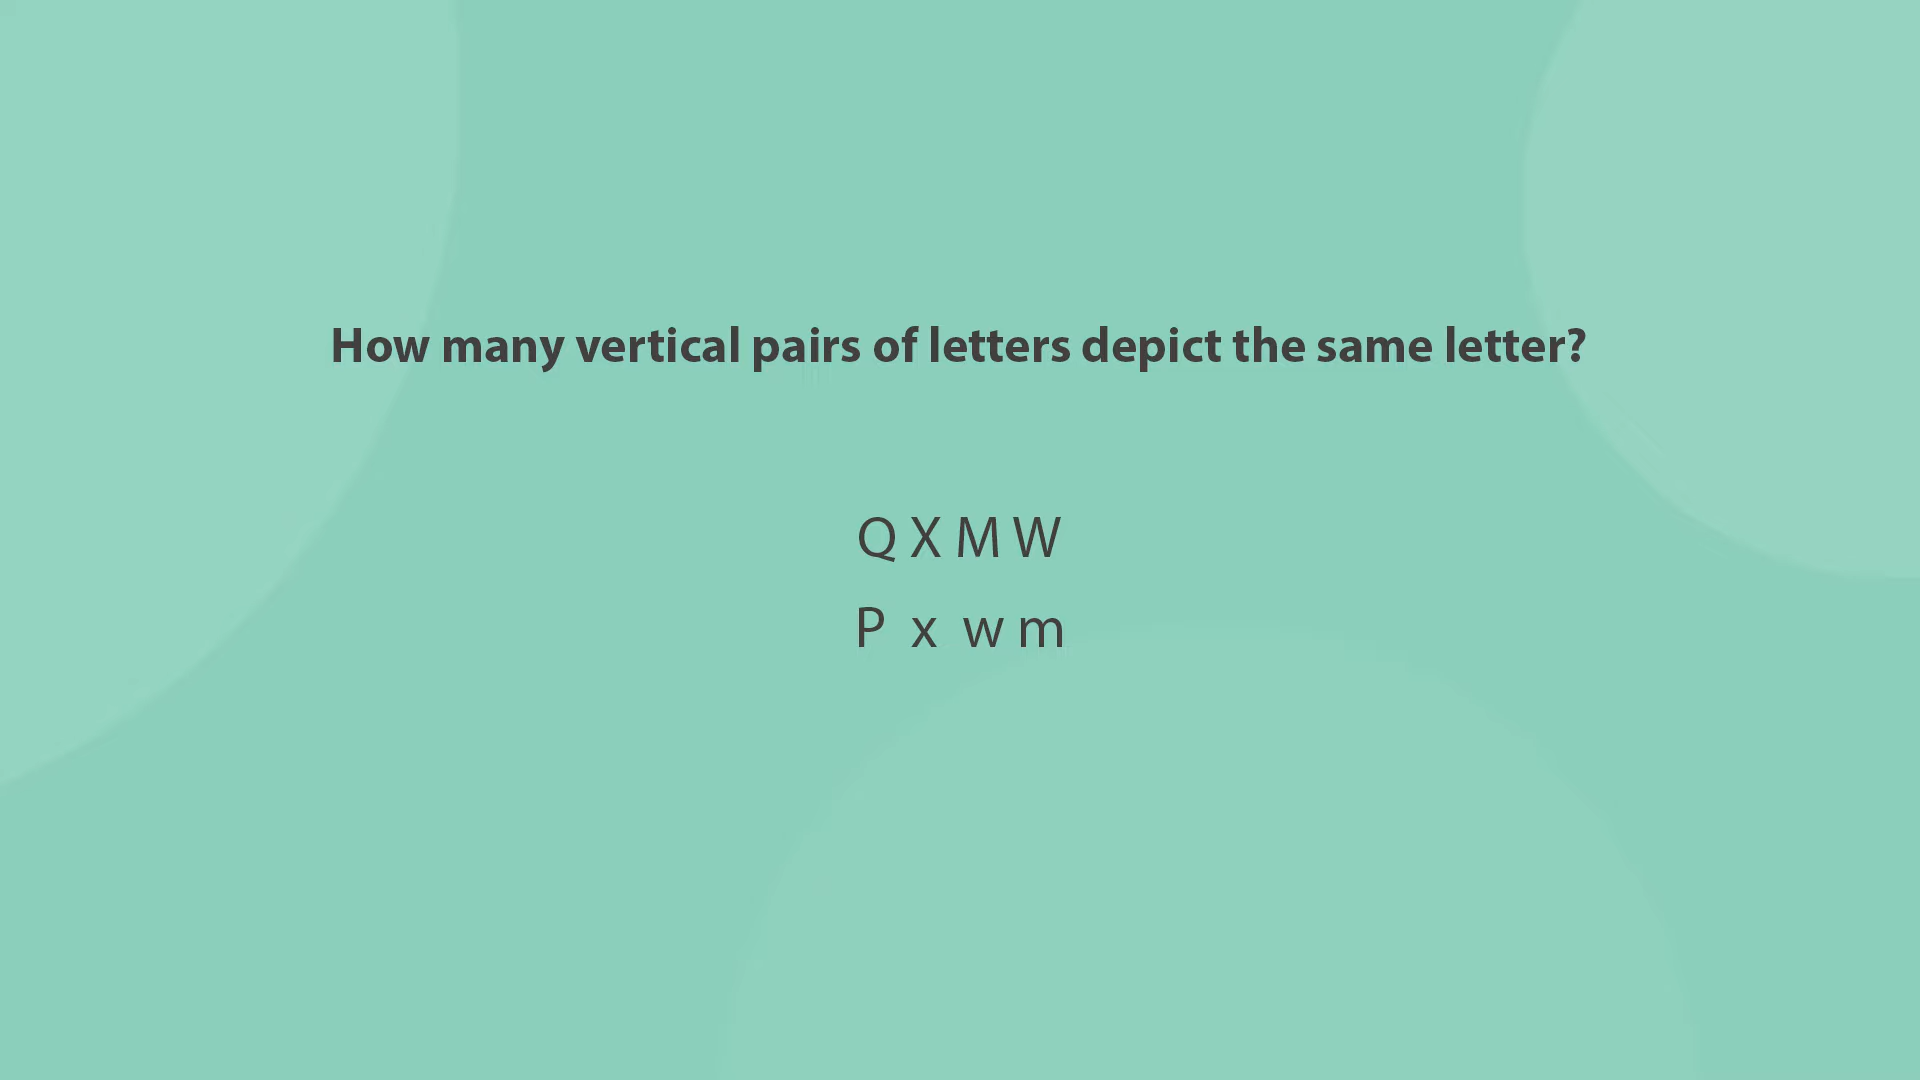 How many vertical pairs of letters depict the same letter?
Q X M W
P x w m